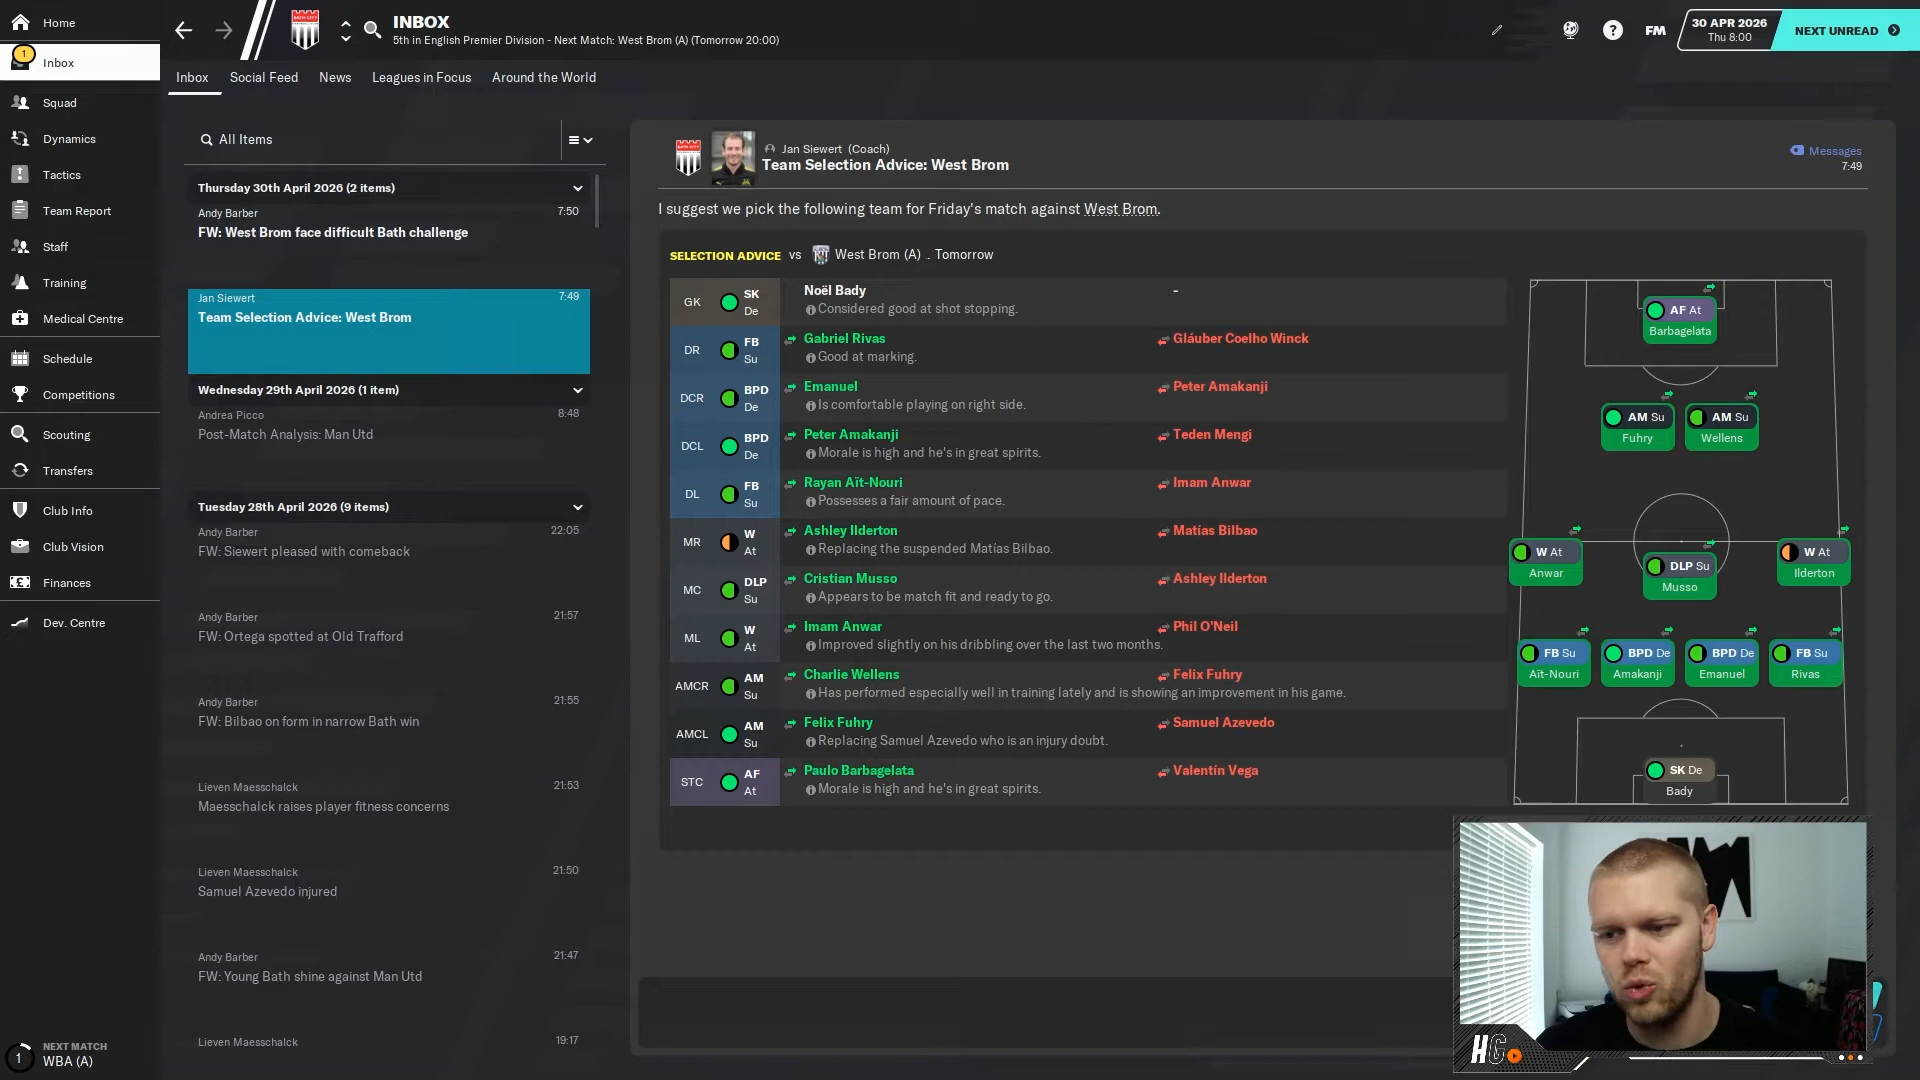 Home
1
Inbox
Squad
Dynamics
Tactics
Team Report
Staff
Training
Medical Centre
Schedule
Competitions
Scouting
Transfers
Club Info
Club Vision
Finances
Dev. Centre
1
NEXT MATCH
WBA (A)
INBOX
5th in English Premier Division - Next Match: West Brom (A) (Tomorrow 20:00)
?
FM
30 APR 2026
Thu 8:00
NEXT UNREAD
Inbox
Social Feed
News
Leagues in Focus
Around the World
All Items
Thursday 30th April 2026 (2 items)
Andy Barber 7:50
FW: West Brom face difficult Bath challenge
Jan Siewert 7:49
Team Selection Advice: West Brom
Wednesday 29th April 2026 (1 item)
Andrea Picco 8:48
Post-Match Analysis: Man Utd
Tuesday 28th April 2026 (9 items)
Andy Barber 22:05
FW: Siewert pleased with comeback
Andy Barber 21:57
FW: Ortega spotted at Old Trafford
Andy Barber 21:55
FW: Bilbao on form in narrow Bath win
Lieven Maesschalck 21:53
Maesschalck raises player fitness concerns
Lieven Maesschalck 21:50
Samuel Azevedo injured
Andy Barber 21:47
FW: Young Bath shine against Man Utd
Lieven Maesschalck 19:17
Jan Siewert (Coach)
Team Selection Advice: West Brom
Messages
7:49
I suggest we pick the following team for Friday's match against West Brom.
SELECTION ADVICE vs West Brom (A) .. Tomorrow
GK SK De Noël Bady -
Considered good at shot stopping.
DR FB Su Gabriel Rivas Gláuber Coelho Winck
Good at marking.
DCR BPD De Emanuel Peter Amakanji
Is comfortable playing on right side.
DCL BPD De Peter Amakanji Teden Mengi
Morale is high and he's in great spirits.
DL FB Su Rayan Aït-Nouri Imam Anwar
Possesses a fair amount of pace.
MR W At Ashley Ilderton Matías Bilbao
Replacing the suspended Matías Bilbao.
MC DLP Su Cristian Musso Ashley Ilderton
Appears to be match fit and ready to go.
ML W At Imam Anwar Phil O'Neil
Improved slightly on his dribbling over the last two months.
AMCR AM Su Charlie Wellens Felix Fuhry
Has performed especially well in training lately and is showing an improvement in his game.
AMCL AM Su Felix Fuhry Samuel Azevedo
Replacing Samuel Azevedo who is an injury doubt.
STC AF At Paulo Barbagelata Valentín Vega
Morale is high and he's in great spirits.
AF At
Barbagelata
AM Su AM Su
Fuhry Wellens
W At DLP Su W At
Anwar Musso Ilderton
FB Su BPD De BPD De FB Su
Aït-Nouri Amakanji Emanuel Rivas
SK De
Bady
HG